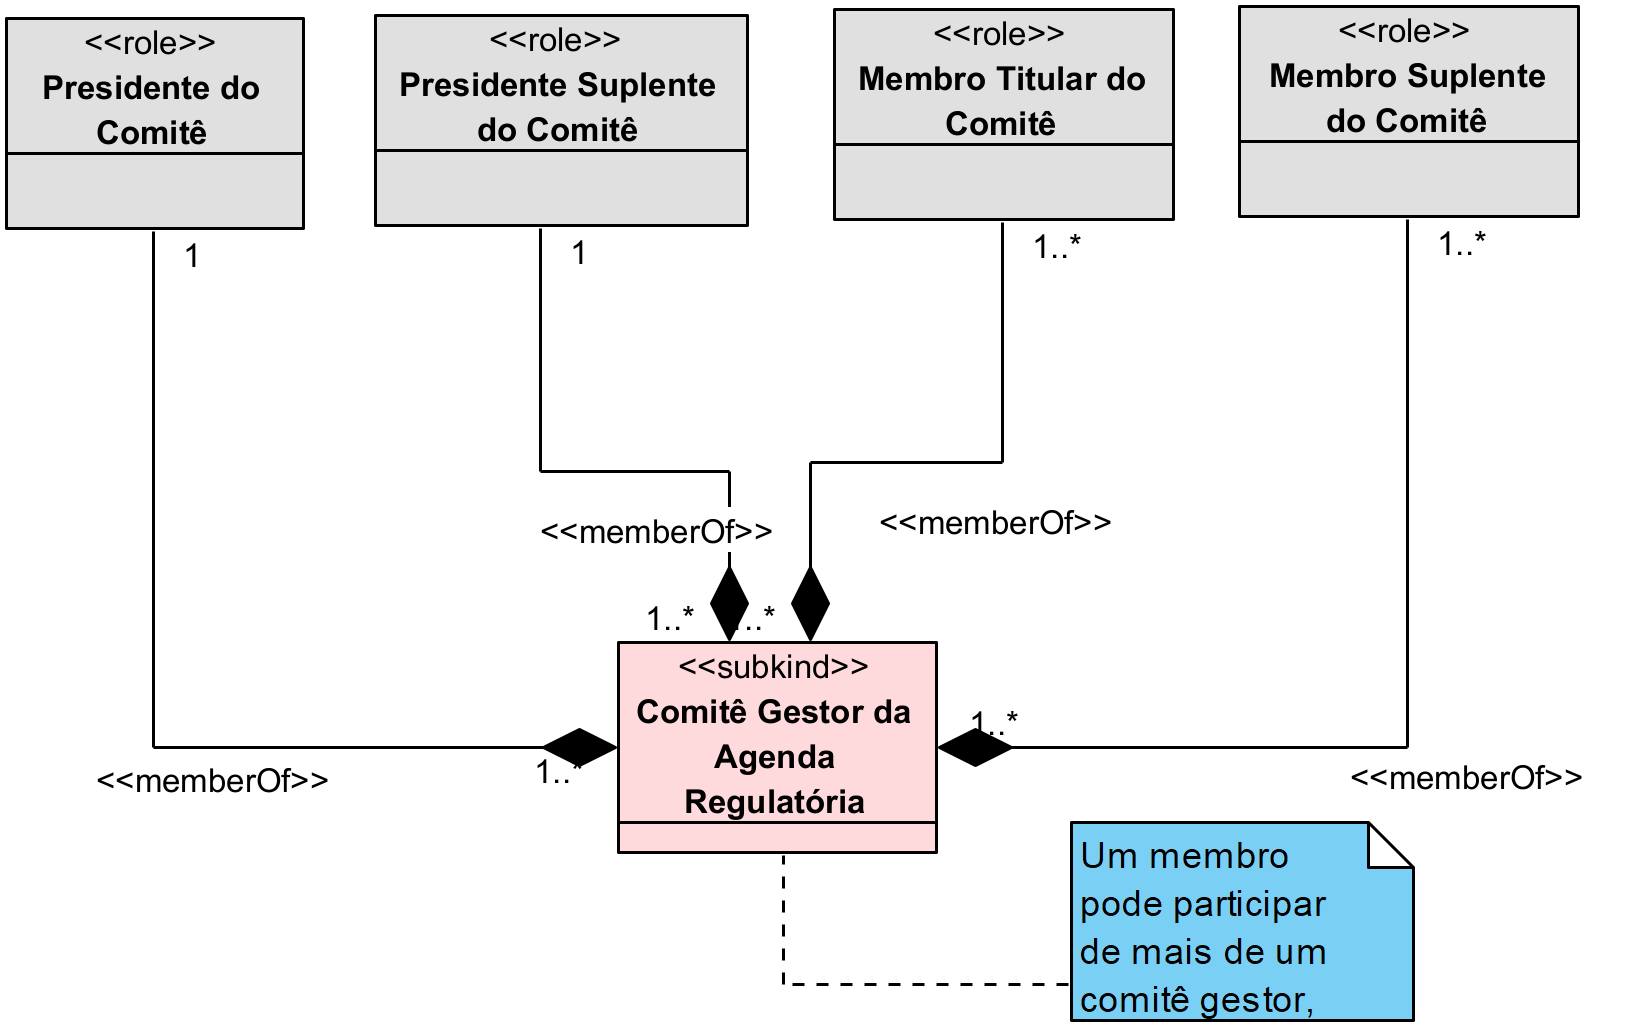 <<role>>
Presidente do
Comitê
<<role>>
Presidente Suplente
do Comitê
<<role>>
Membro Titular do
Comitê
<<role>>
Membro Suplente
do Comitê
1
1
1..*
1..*
<<memberOf>>
<<memberOf>>
1..*
..*
<<subkind>>
Comitê Gestor da
Agenda
Regulatória
1..*
1..*
<<memberOf>>
<<memberOf>>
Um membro
pode participar
de mais de um
comitê gestor,